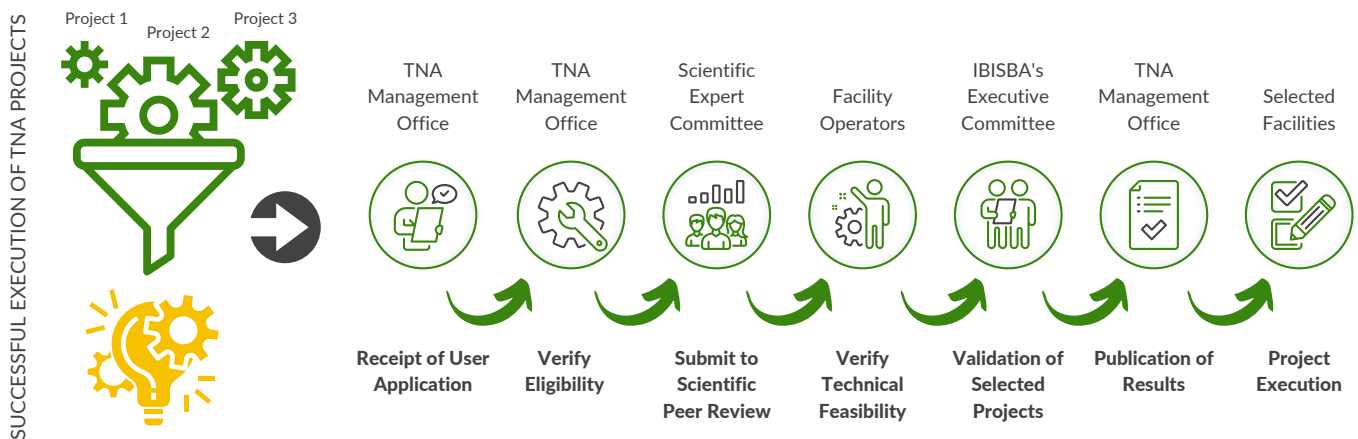 SUCCESSFUL EXECUTION OF TNA PROJECTS
Project 1
Project 2
Project 3
TNA
Management
Office
TNA
Management
Office
Scientific
Expert
Committee
Facility
Operators
IBISBA's
Executive
Committee
TNA
Management
Office
Selected
Facilities
Receipt of User
Application
Verify
Eligibility
Submit to
Scientific
Peer Review
Verify
Technical
Feasibility
Validation of
Selected
Projects
Publication of
Results
Project
Execution